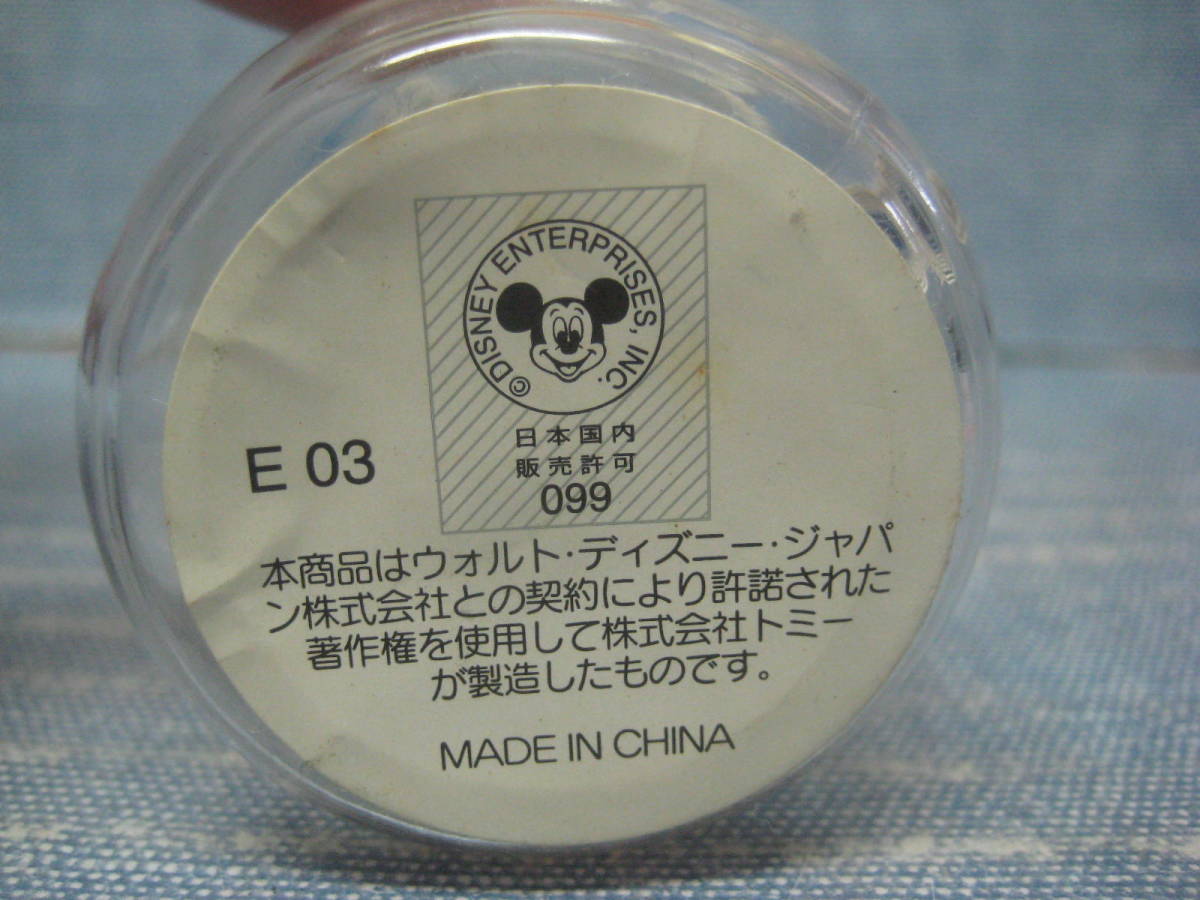 © DISNEY ENTERPRISES, INC.
日本国内
販売許可
099
E 03
本商品はウォルト・ディズニー・ジャパ
ン株式会社との契約により許諾された
著作権を使用して株式会社トミー
が製造したものです。
MADE IN CHINA